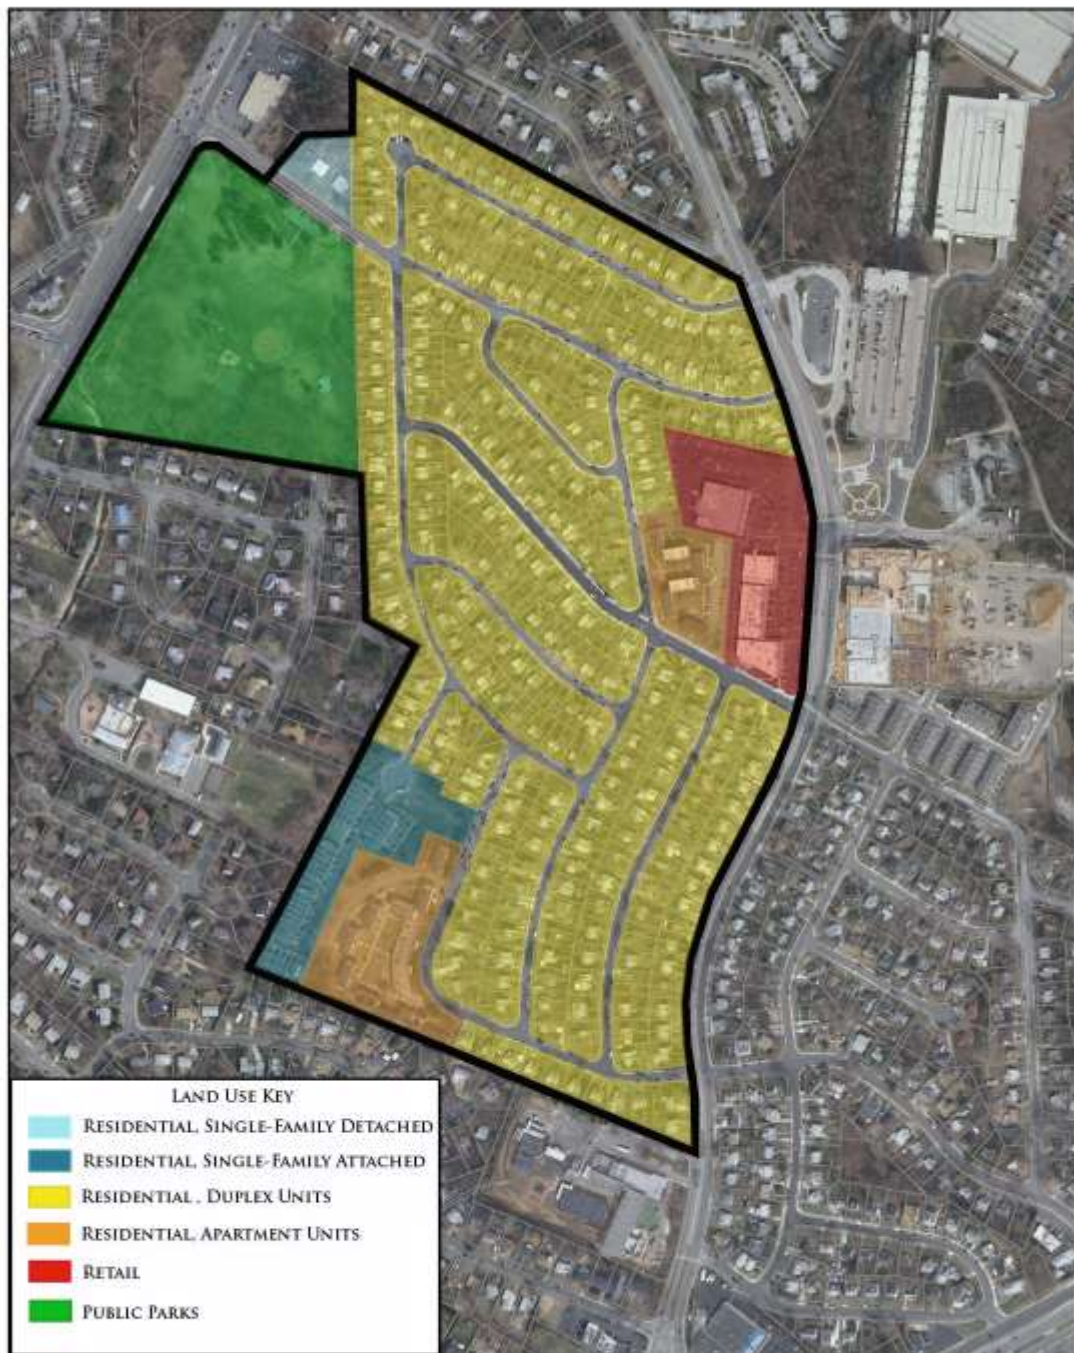 LAND USE KEY
RESIDENTIAL, SINGLE-FAMILY DETACHED
RESIDENTIAL, SINGLE-FAMILY ATTACHED
RESIDENTIAL , DUPLEX UNITS
RESIDENTIAL, APARTMENT UNITS
RETAIL
PUBLIC PARKS